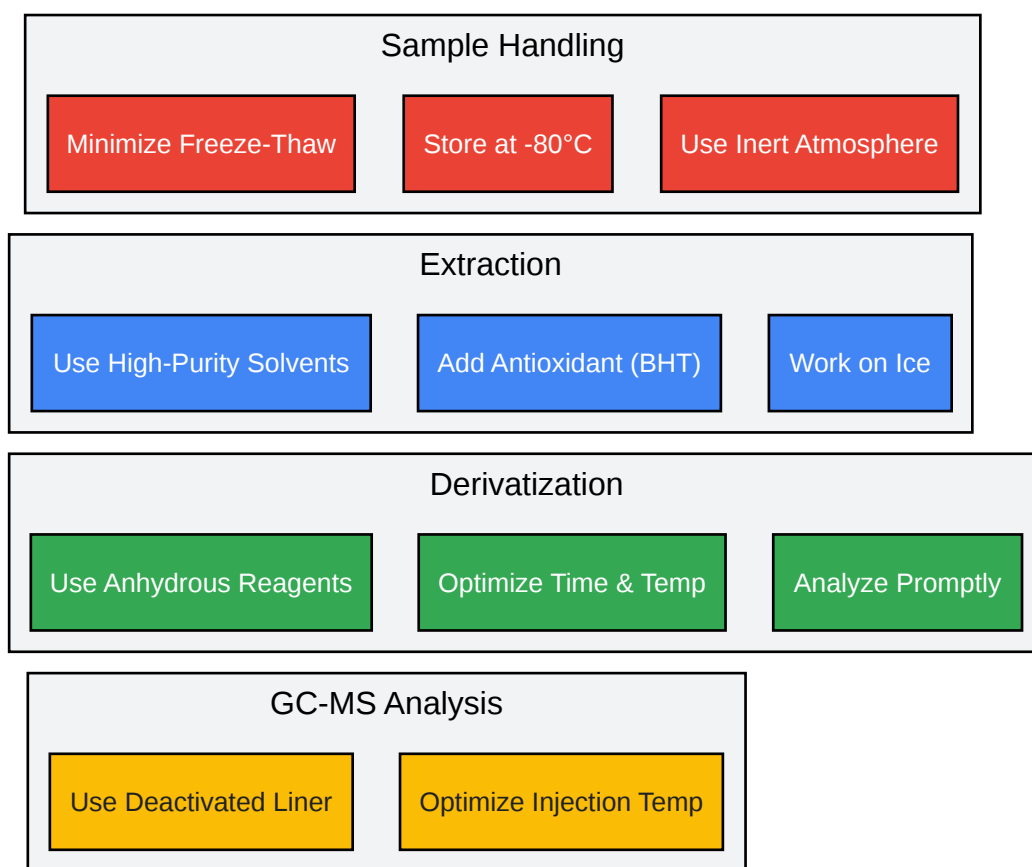 Sample Handling
Minimize Freeze-Thaw
Store at -80°C
Use Inert Atmosphere
Extraction
Use High-Purity Solvents
Add Antioxidant (BHT)
Work on Ice
Derivatization
Use Anhydrous Reagents
Optimize Time & Temp
Analyze Promptly
GC-MS Analysis
Use Deactivated Liner
Optimize Injection Temp